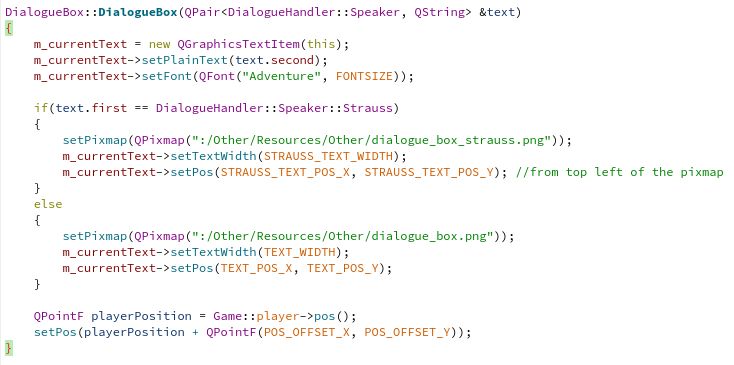 DialogueBox::DialogueBox(QPair<DialogueHandler::Speaker, QString> &text)
{
    m_currentText = new QGraphicsTextItem(this);
    m_currentText->setPlainText(text.second);
    m_currentText->setFont(QFont("Adventure", FONTSIZE));

    if(text.first == DialogueHandler::Speaker::Strauss)
    {
        setPixmap(QPixmap(":/Other/Resources/Other/dialogue_box_strauss.png"));
        m_currentText->setTextWidth(STRAUSS_TEXT_WIDTH);
        m_currentText->setPos(STRAUSS_TEXT_POS_X, STRAUSS_TEXT_POS_Y); //from top left of the pixmap
    }
    else
    {
        setPixmap(QPixmap(":/Other/Resources/Other/dialogue_box.png"));
        m_currentText->setTextWidth(TEXT_WIDTH);
        m_currentText->setPos(TEXT_POS_X, TEXT_POS_Y);
    }

    QPointF playerPosition = Game::player->pos();
    setPos(playerPosition + QPointF(POS_OFFSET_X, POS_OFFSET_Y));
}